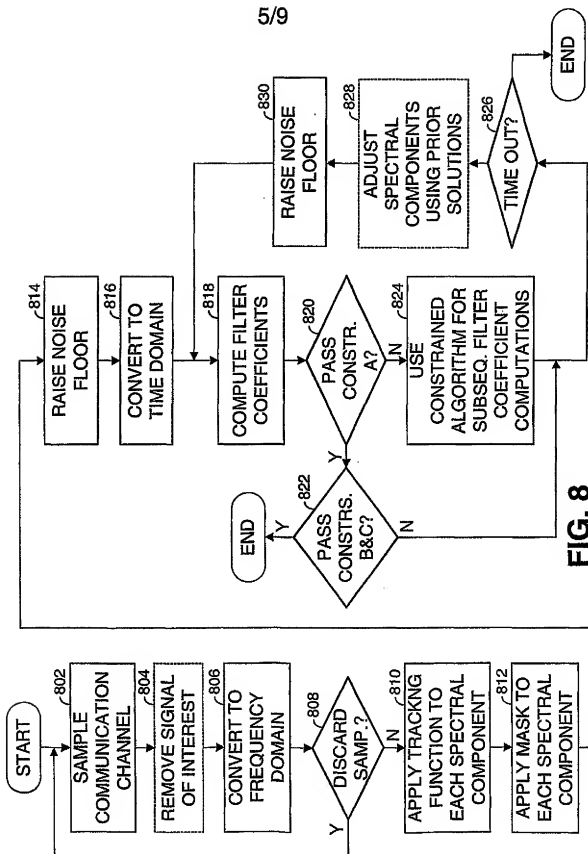 5/9
START
802
SAMPLE
COMMUNICATION
CHANNEL
804
REMOVE SIGNAL
OF INTEREST
806
CONVERT TO
FREQUENCY
DOMAIN
808
DISCARD
SAMP.?
Y
N
810
APPLY TRACKNG
FUNCTION TO
EACH SPECTRAL
COMPONENT
812
APPLY MASK TO
EACH SPECTRAL
COMPONENT
814
RAISE NOISE
FLOOR
816
CONVERT TO
TIME DOMAIN
818
COMPUTE FILTER
COEFFICIENTS
820
PASS
CONSTR.
A?
Y
N
822
PASS
CONSTRS.
B&C?
Y
N
END
824
USE
CONSTRAINED
ALGORITHM FOR
SUBSEQ. FILTER
COEFFICIENT
COMPUTATIONS
826
TIME OUT?
END
828
ADJUST
SPECTRAL
COMPONENTS
USING PRIOR
SOLUTIONS
830
RAISE NOISE
FLOOR
FIG. 8